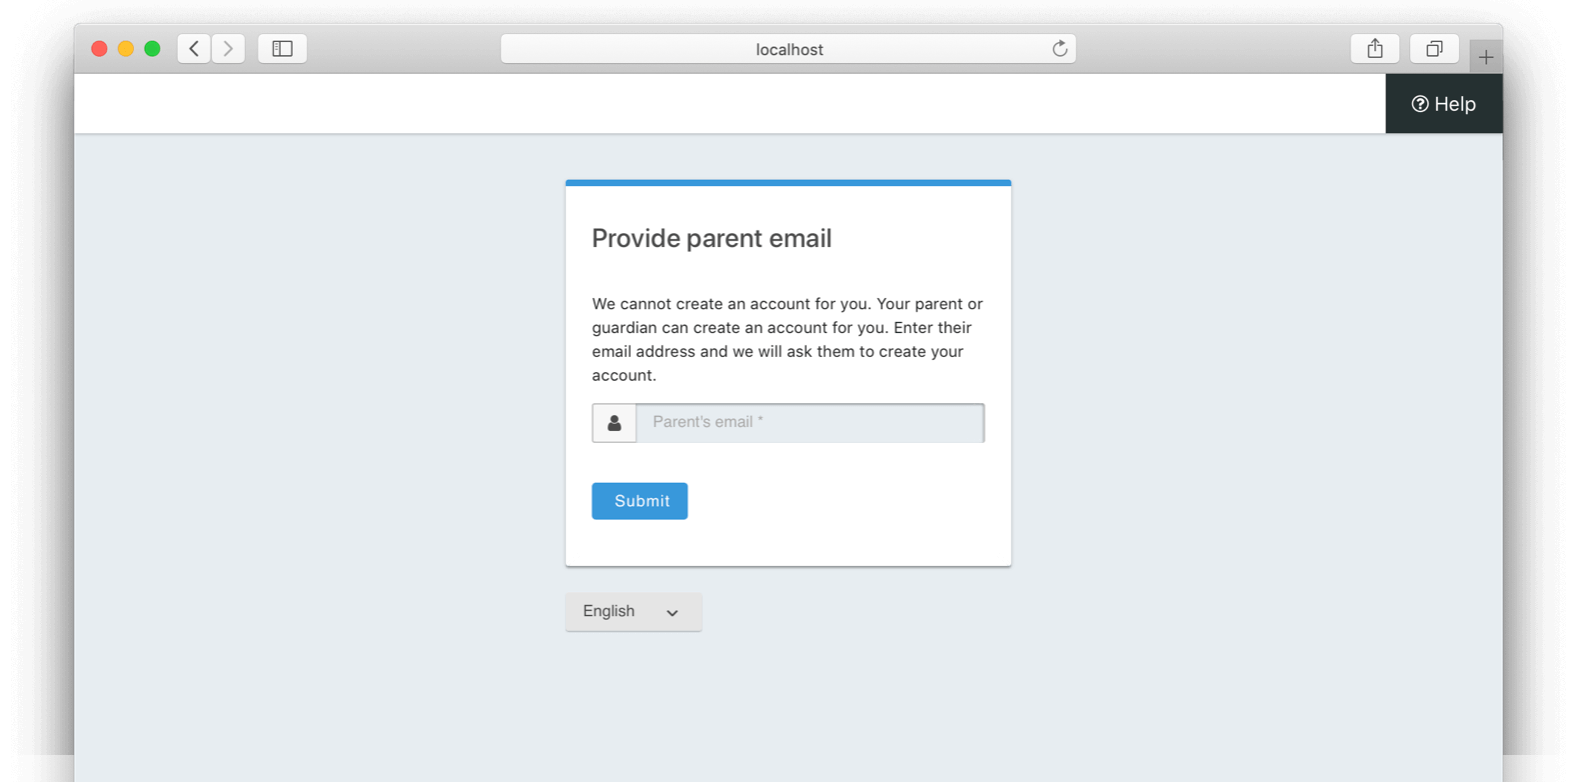 localhost
Help
Provide parent email
We cannot create an account for you. Your parent or
guardian can create an account for you. Enter their
email address and we will ask them to create your
account.
Parent's email *
Submit
English